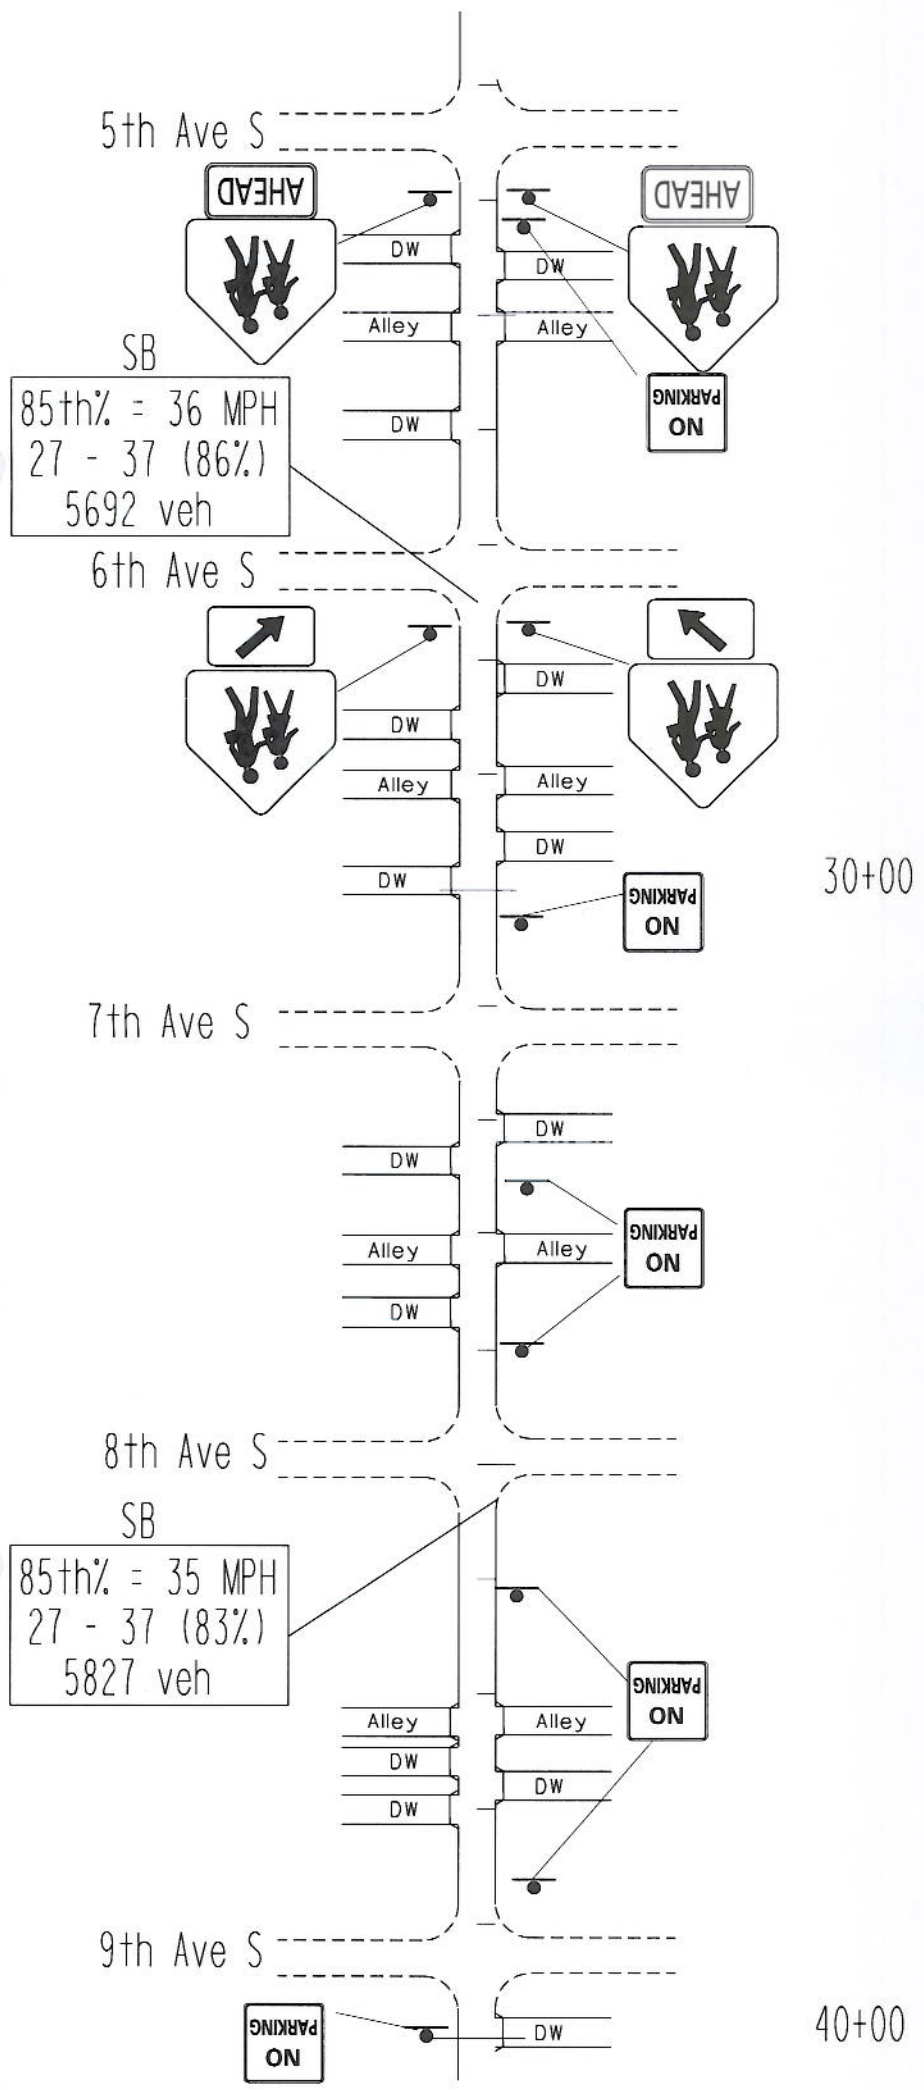 5th Ave S
AHEAD
AHEAD
DW
DW
Alley
Alley
SB
85th% = 36 MPH
27 - 37 (86%)
5692 veh
NO
PARKING
DW
6th Ave S
DW
DW
Alley
Alley
DW
DW
30+00
NO
PARKING
7th Ave S
DW
DW
NO
PARKING
Alley
Alley
DW
8th Ave S
SB
85th% = 35 MPH
27 - 37 (83%)
5827 veh
NO
PARKING
Alley
Alley
DW
DW
DW
9th Ave S
NO
PARKING
DW
40+00